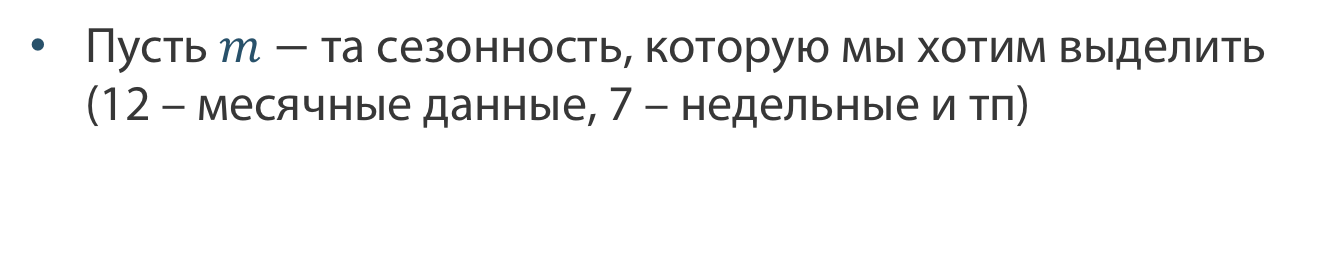 • Пусть m — та сезонность, которую мы хотим выделить
(12 – месячные данные, 7 – недельные и тп)